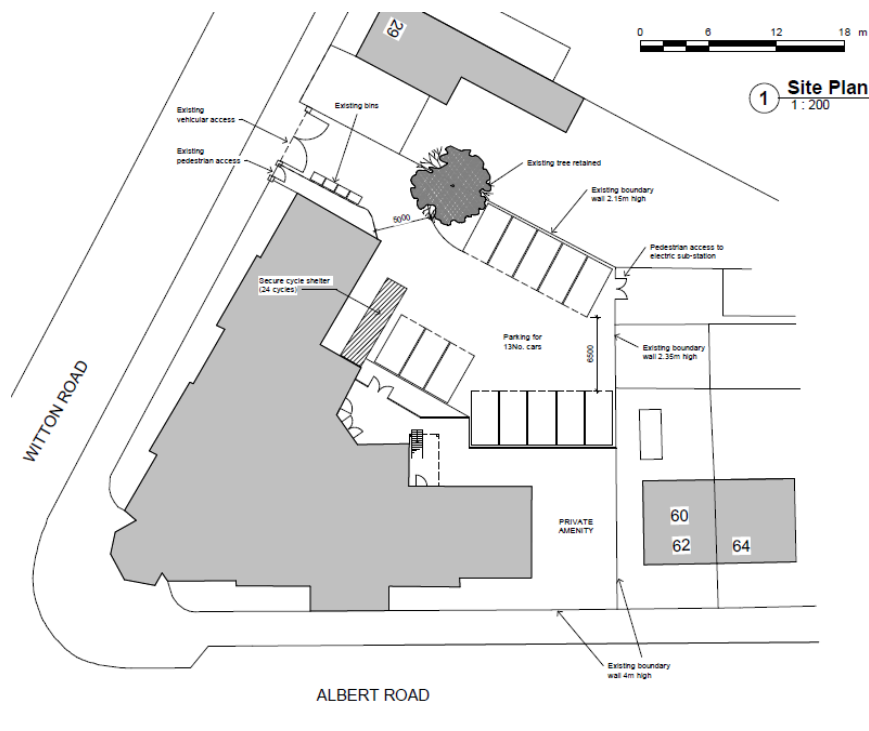 29
0 6 12 18 m
1 Site Plan
1 : 200
Existing
vehicular access
Existing bins
Existing
pedestrian access
Existing tree retained
Existing boundary
wall 2.15m high
5000
Pedestrian access to
electric sub-station
Secure cycle shelter
(24 cycles)
Parking for
13No. cars
6500
Existing boundary
wall 2.35m high
WITTON ROAD
PRIVATE
AMENITY
60
62 64
Existing boundary
wall 4m high
ALBERT ROAD